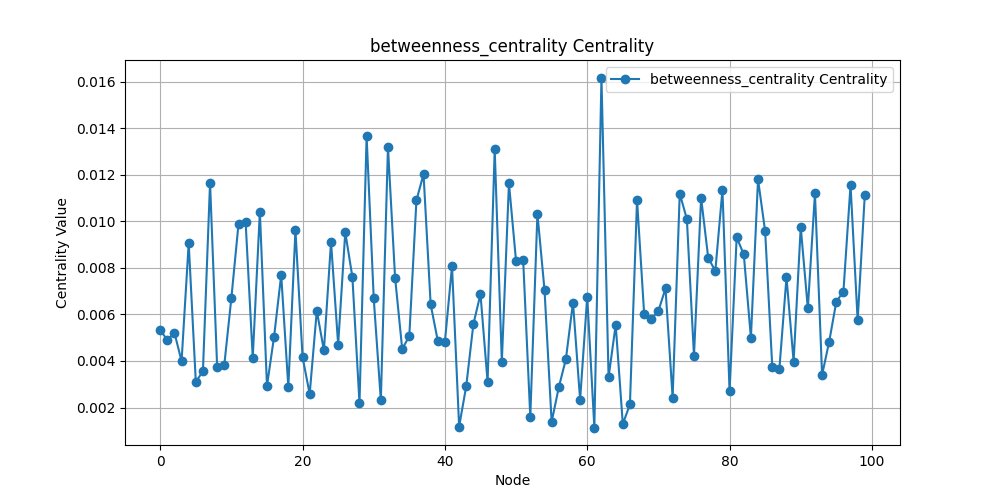 betweenness_centrality Centrality
betweenness_centrality Centrality
Centrality Value
0.016
0.014
0.012
0.010
0.008
0.006
0.004
0.002
0 20 40 60 80 100
Node